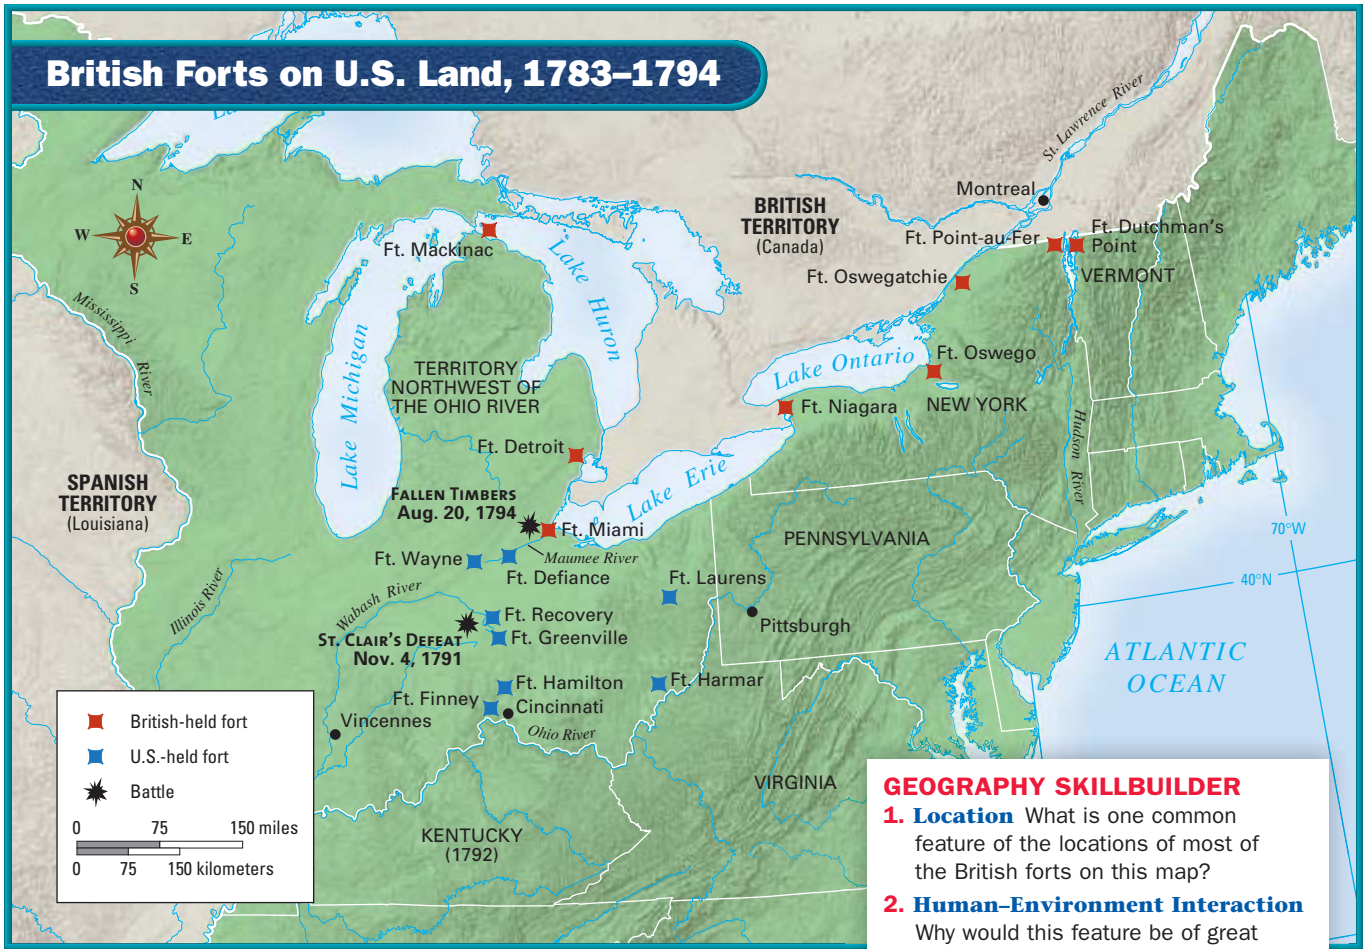 British Forts on U.S. Land, 1783–1794
N
W
E
S
St. Lawrence River
Montreal
BRITISH
TERRITORY
(Canada)
Ft. Point-au-Fer
Ft. Dutchman's
Point
VERMONT
Ft. Oswegatchie
Ft. Mackinac
Lake Huron
Mississippi
River
Lake Michigan
TERRITORY
NORTHWEST OF
THE OHIO RIVER
Lake Ontario
Ft. Oswego
Ft. Niagara
NEW YORK
Hudson River
Ft. Detroit
Lake Erie
SPANISH
TERRITORY
(Louisiana)
FALLEN TIMBERS
Aug. 20, 1794
Ft. Miami
Maumee River
Ft. Wayne
Ft. Defiance
PENNSYLVANIA
70°W
40°N
Ft. Laurens
Illinois River
Wabash River
Ft. Recovery
Pittsburgh
ST. CLAIR'S DEFEAT
Nov. 4, 1791
Ft. Greenville
ATLANTIC
OCEAN
Ft. Hamilton
Ft. Harmar
Ft. Finney
Cincinnati
Vincennes
Ohio River
VIRGINIA
KENTUCKY
(1792)
British-held fort
U.S.-held fort
Battle
0 75 150 miles
0 75 150 kilometers
GEOGRAPHY SKILLBUILDER
1. Location What is one common
feature of the locations of most of
the British forts on this map?
2. Human–Environment Interaction
Why would this feature be of great